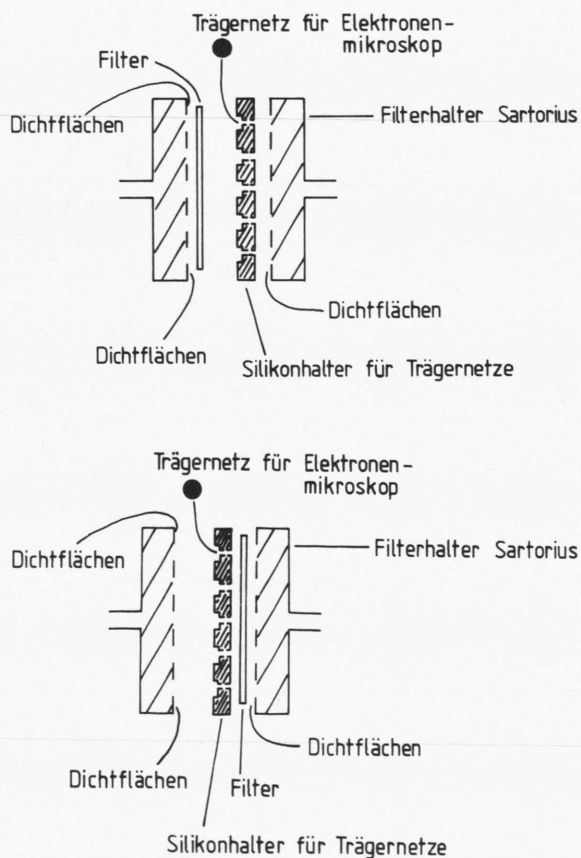 Trägernetz für Elektronen-
mikroskop
Filter
Dichtflächen
Filterhalter Sartorius
Dichtflächen
Dichtflächen
Silikonhalter für Trägernetze
Trägernetz für Elektronen-
mikroskop
Dichtflächen
Filterhalter Sartorius
Dichtflächen
Dichtflächen
Filter
Silikonhalter für Trägernetze